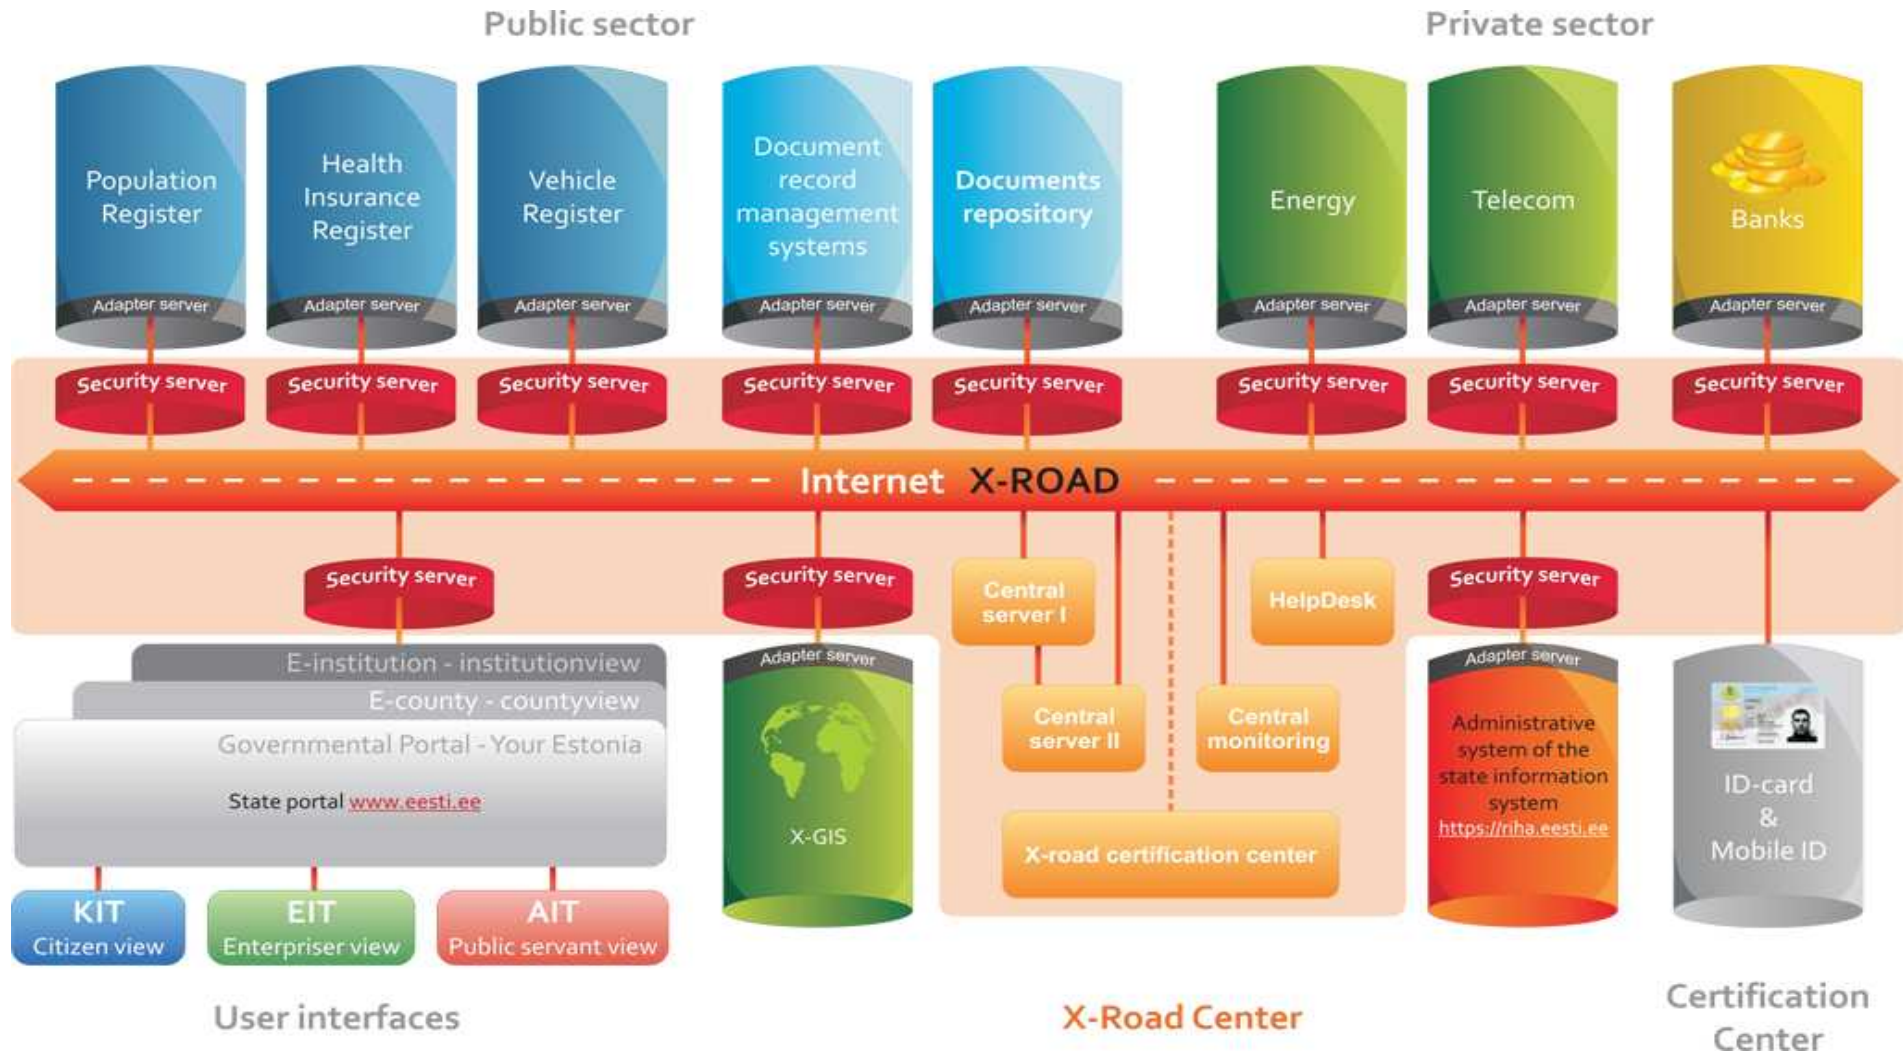 Public sector
Private sector
Population
Register
Adapter server
Security server
Health
Insurance
Register
Adapter server
Security server
Vehicle
Register
Adapter server
Security server
Document
record
management
systems
Adapter server
Security server
Documents
repository
Adapter server
Security server
Energy
Adapter server
Security server
Telecom
Adapter server
Security server
Banks
Adapter server
Security server
Internet X-ROAD
Security server
E-institution - institutionview
E-county - countyview
Governmental Portal - Your Estonia
State portal www.eesti.ee
KIT
Citizen view
EIT
Enterpriser view
AIT
Public servant view
User interfaces
Security server
Adapter server
X-GIS
Central
server I
HelpDesk
Central
server II
Central
monitoring
X-road certification center
X-Road Center
Security server
Adapter server
Administrative
system of the
state information
system
https://riha.eesti.ee
ID-card
&
Mobile ID
Certification
Center